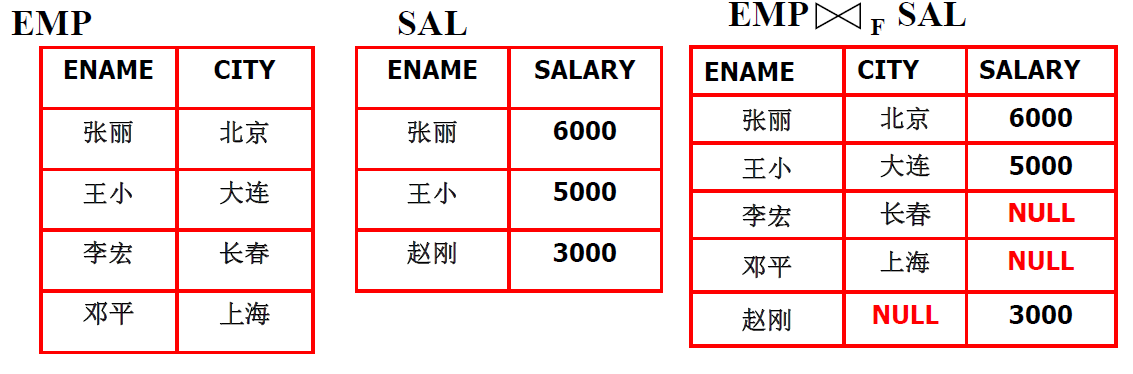 EMP
ENAME CITY
张丽 北京
王小 大连
李宏 长春
邓平 上海
SAL
ENAME SALARY
张丽 6000
王小 5000
赵刚 3000
EMP⋈F SAL
ENAME CITY SALARY
张丽 北京 6000
王小 大连 5000
李宏 长春 NULL
邓平 上海 NULL
赵刚 NULL 3000